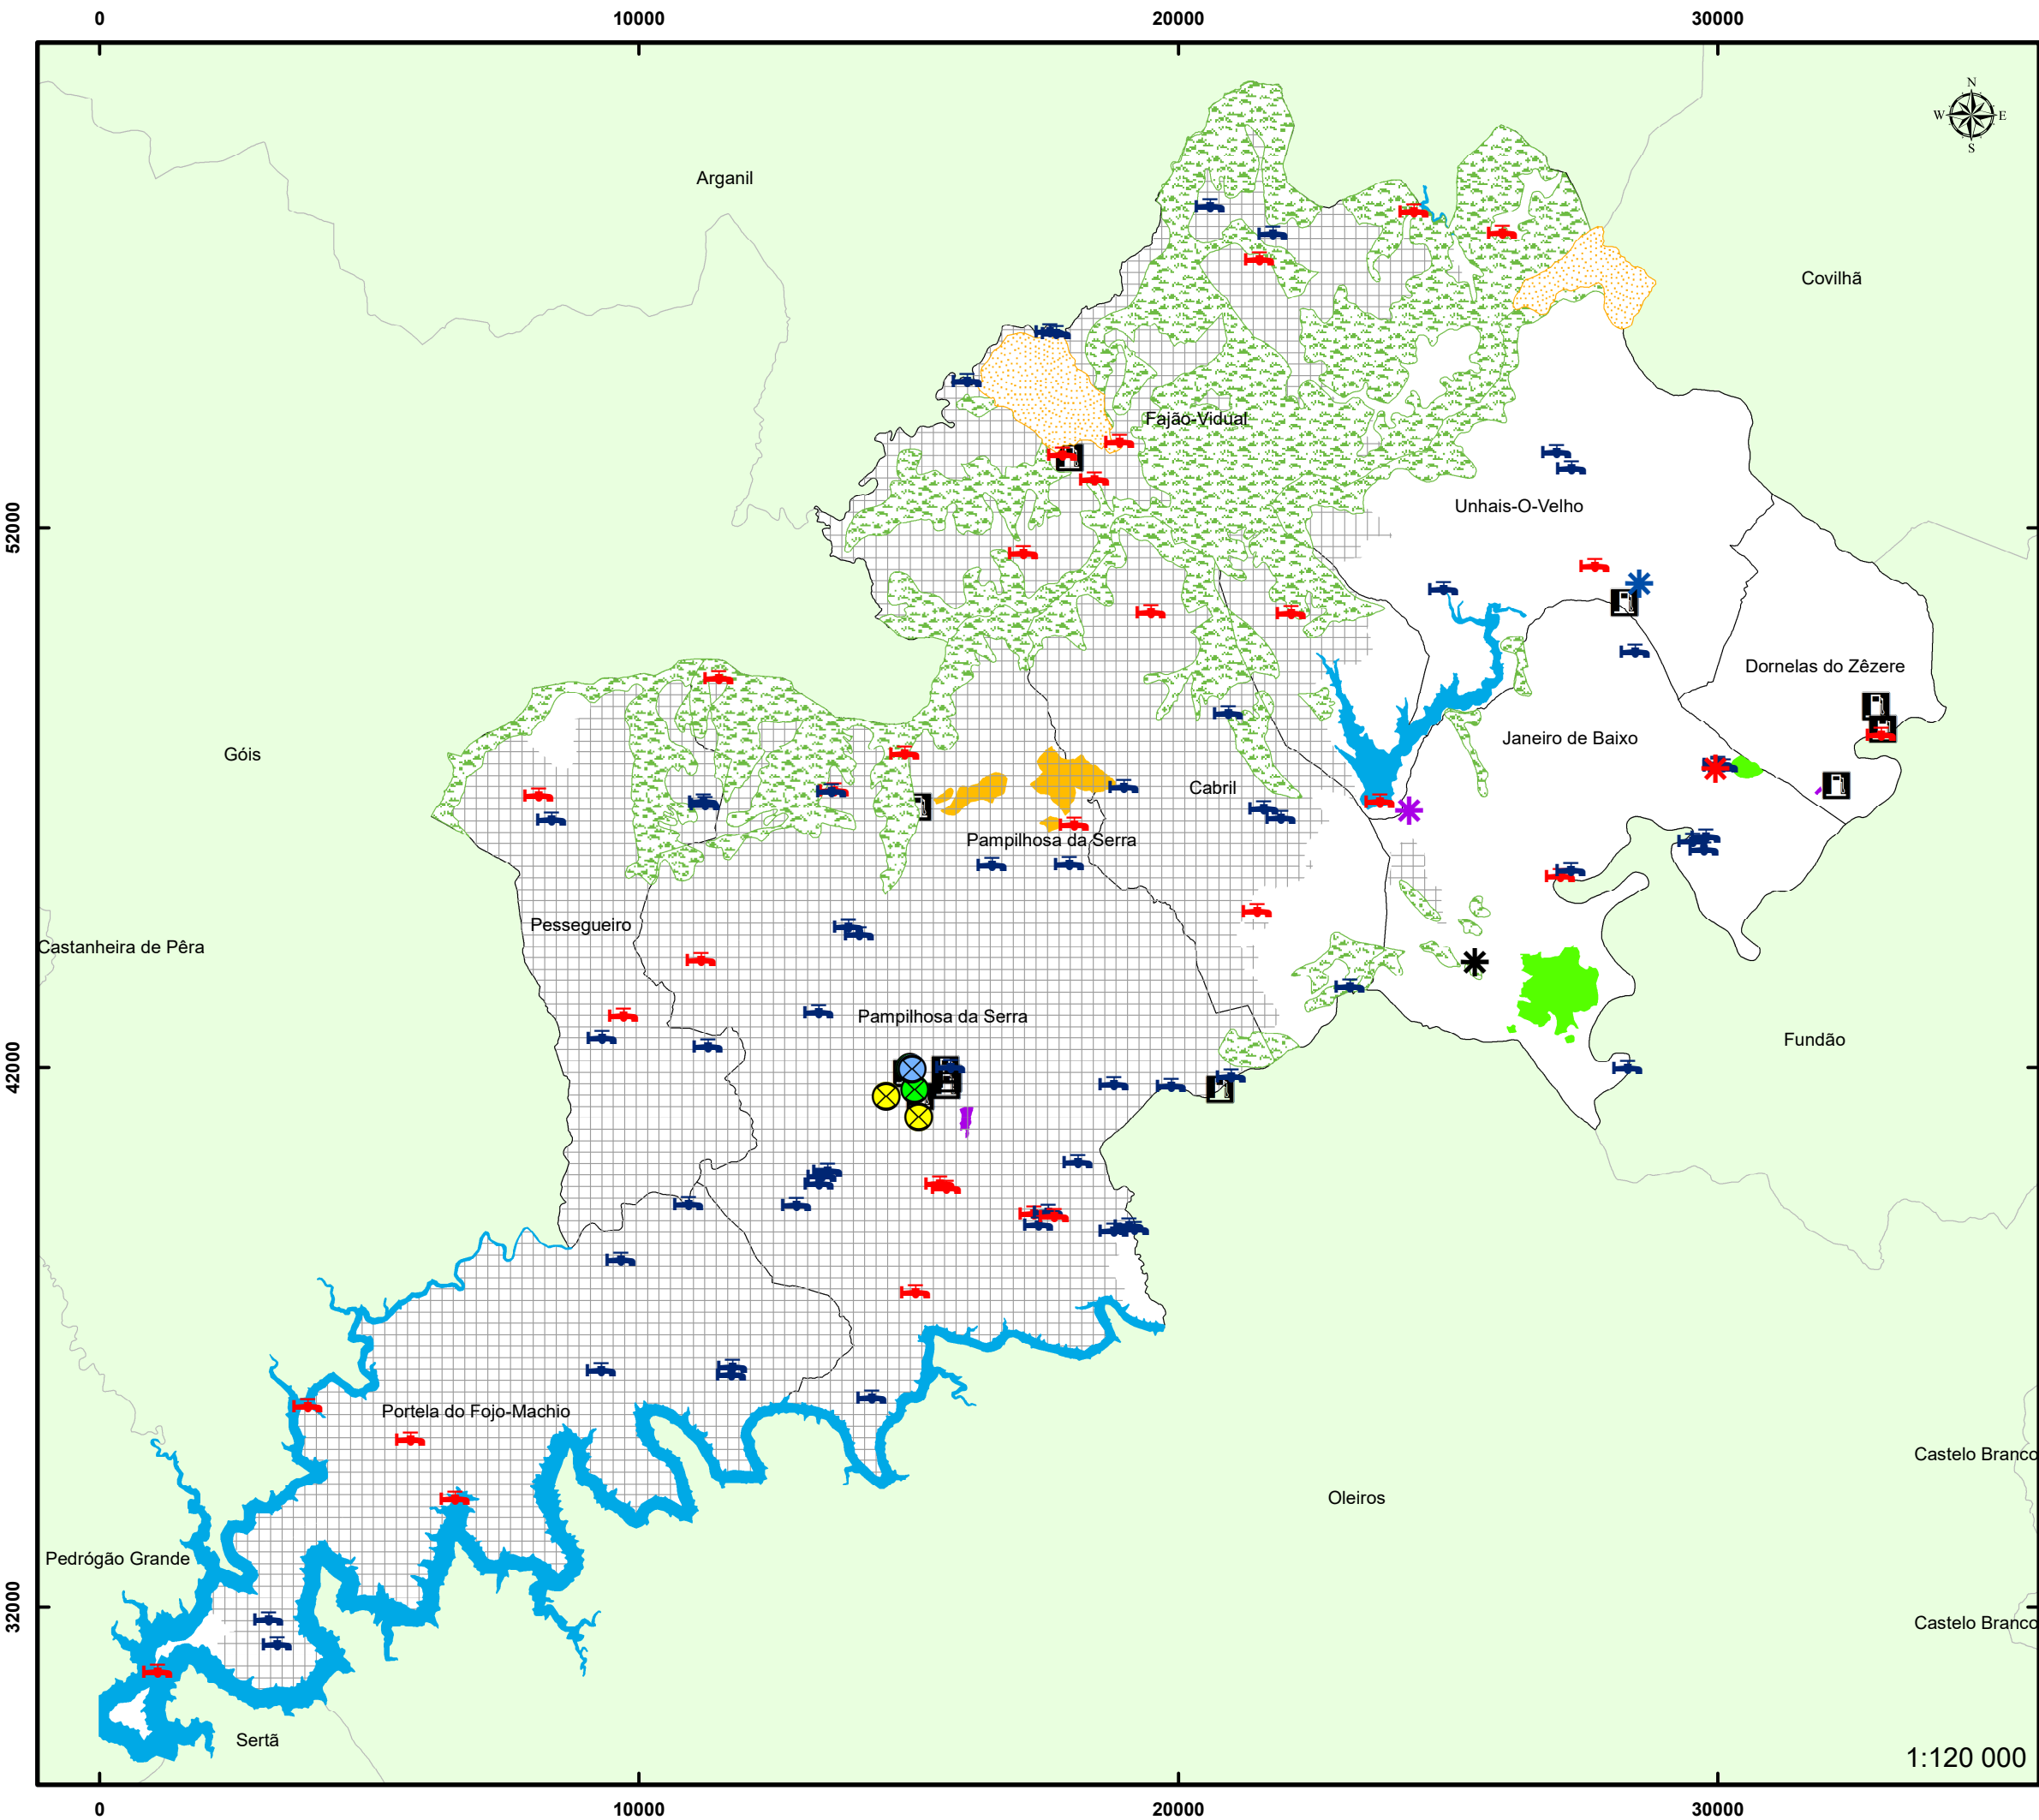 0 10000 20000 30000
N
W E
S
Arganil
Covilhã
Fajão-Vidual
Unhais-O-Velho
52000
Dornelas do Zêzere
Janeiro de Baixo
Góis
Cabril
Pampilhosa da Serra
Pessegueiro
Castanheira de Pêra
Pampilhosa da Serra
Fundão
42000
Portela do Fojo-Machio
Castelo Branco
Oleiros
Pedrógão Grande
32000
Castelo Branco
Sertã
1:120 000
0 10000 20000 30000